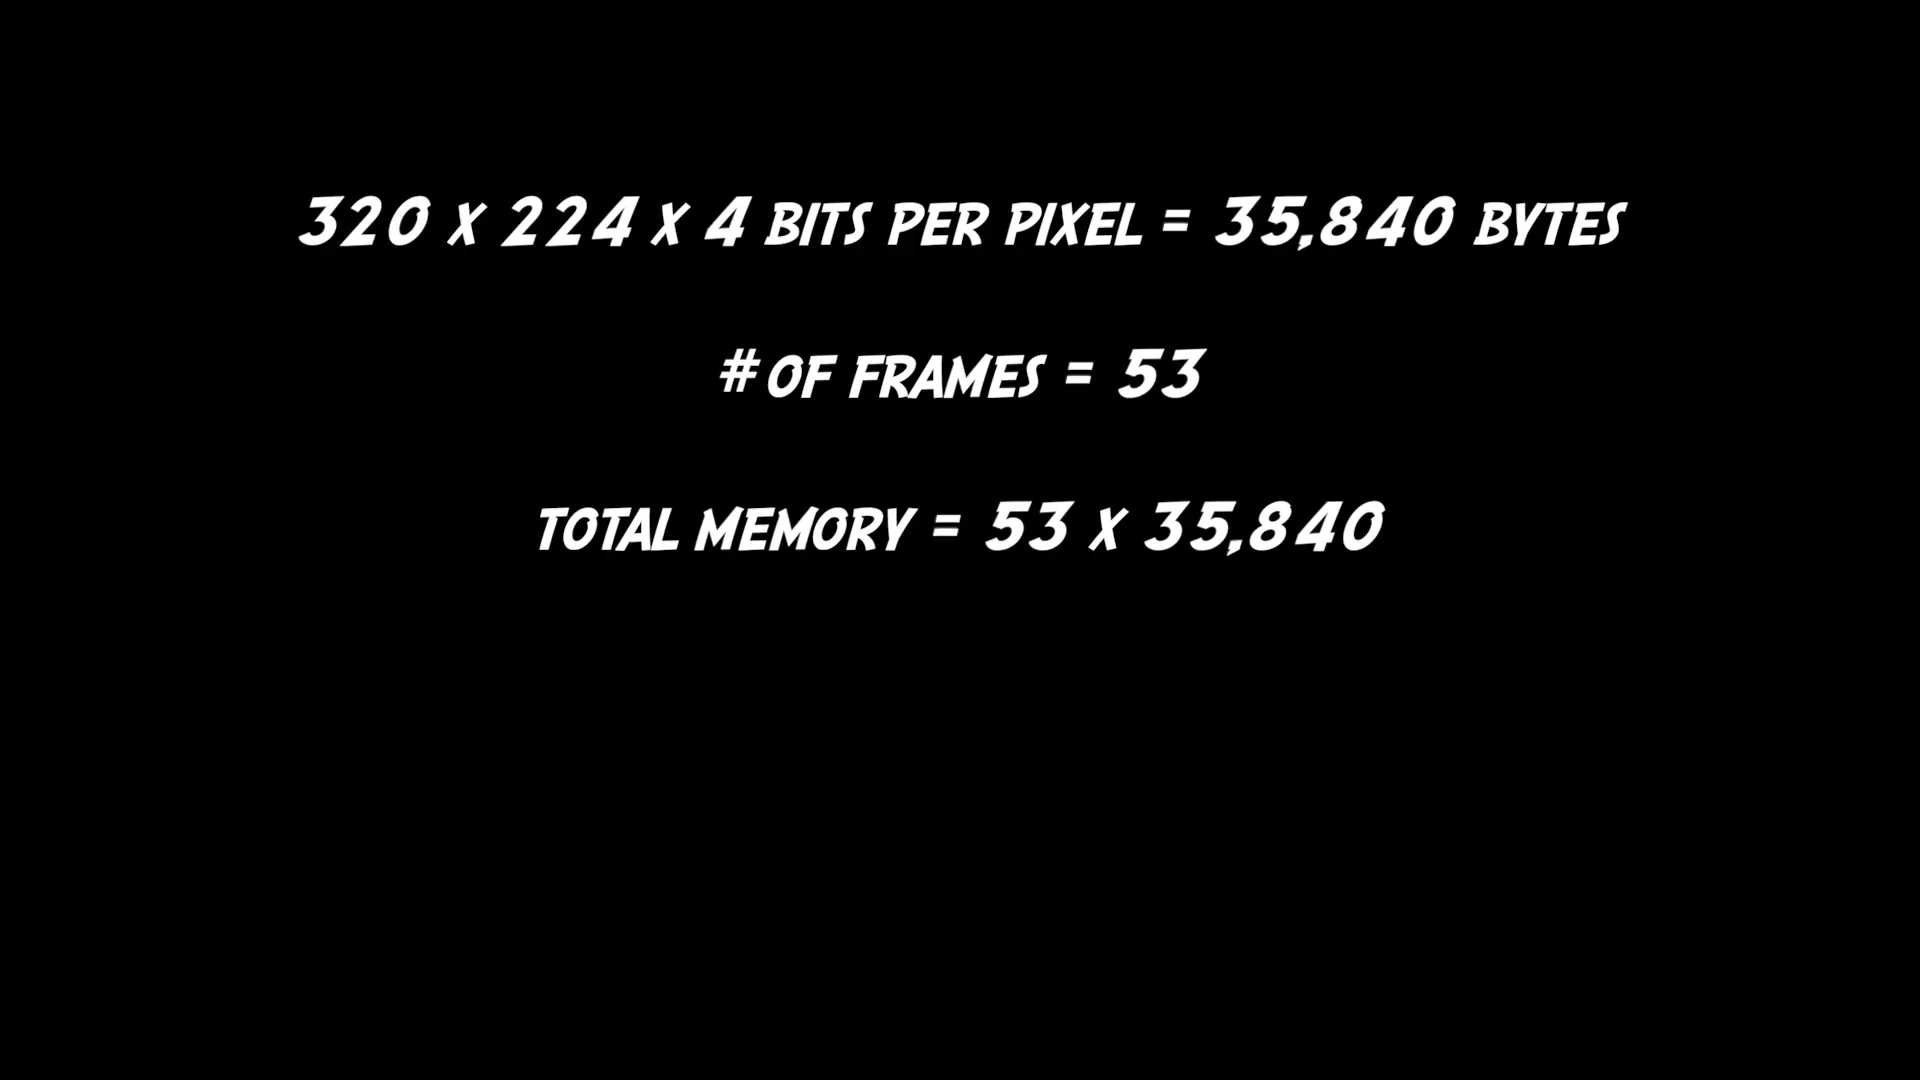 320 X 224 X 4 BITS PER PIXEL = 35,840 BYTES
# OF FRAMES = 53
TOTAL MEMORY = 53 X 35,840